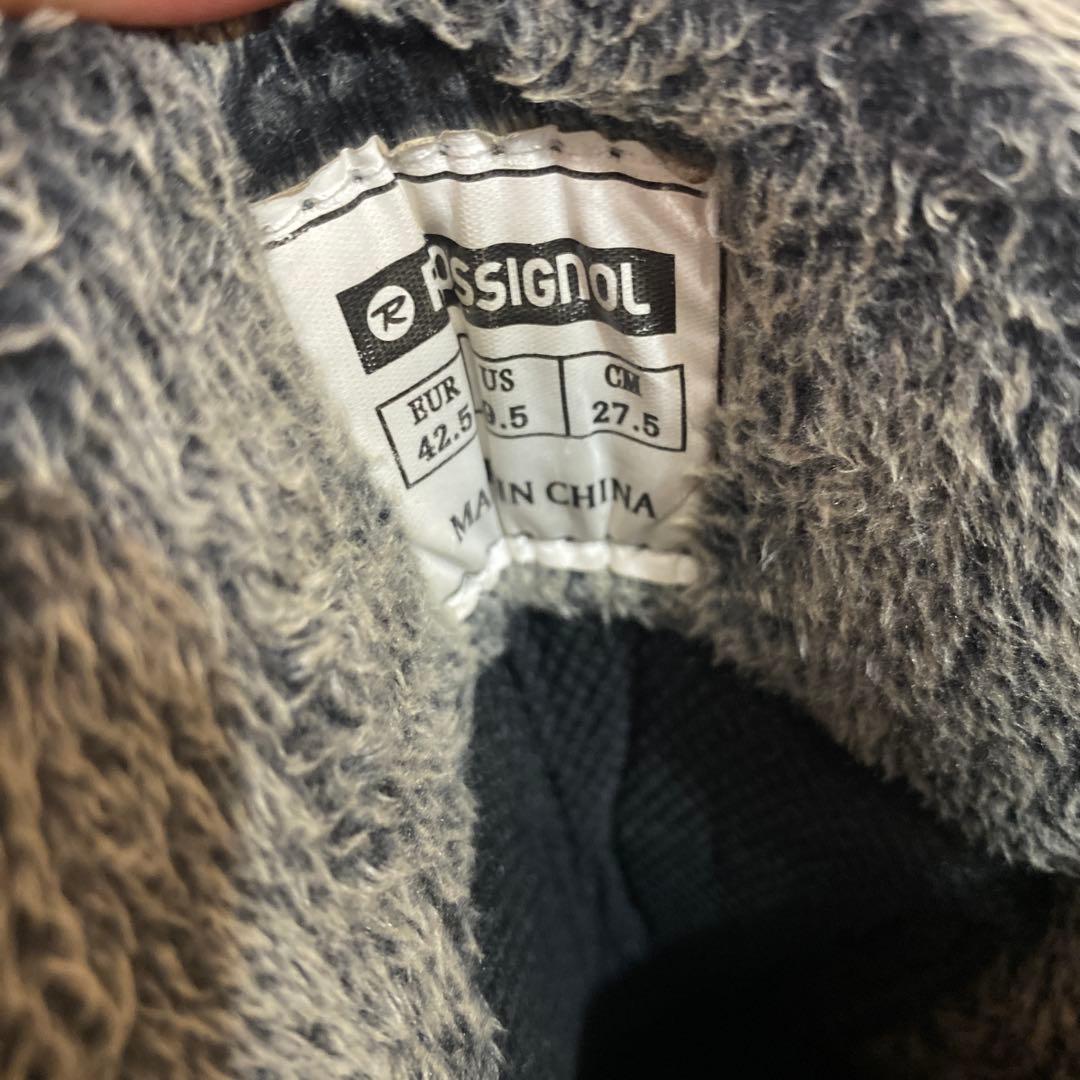 R ROSSIGNOL
EUR US CM
42.5 9.5 27.5
MADE IN CHINA